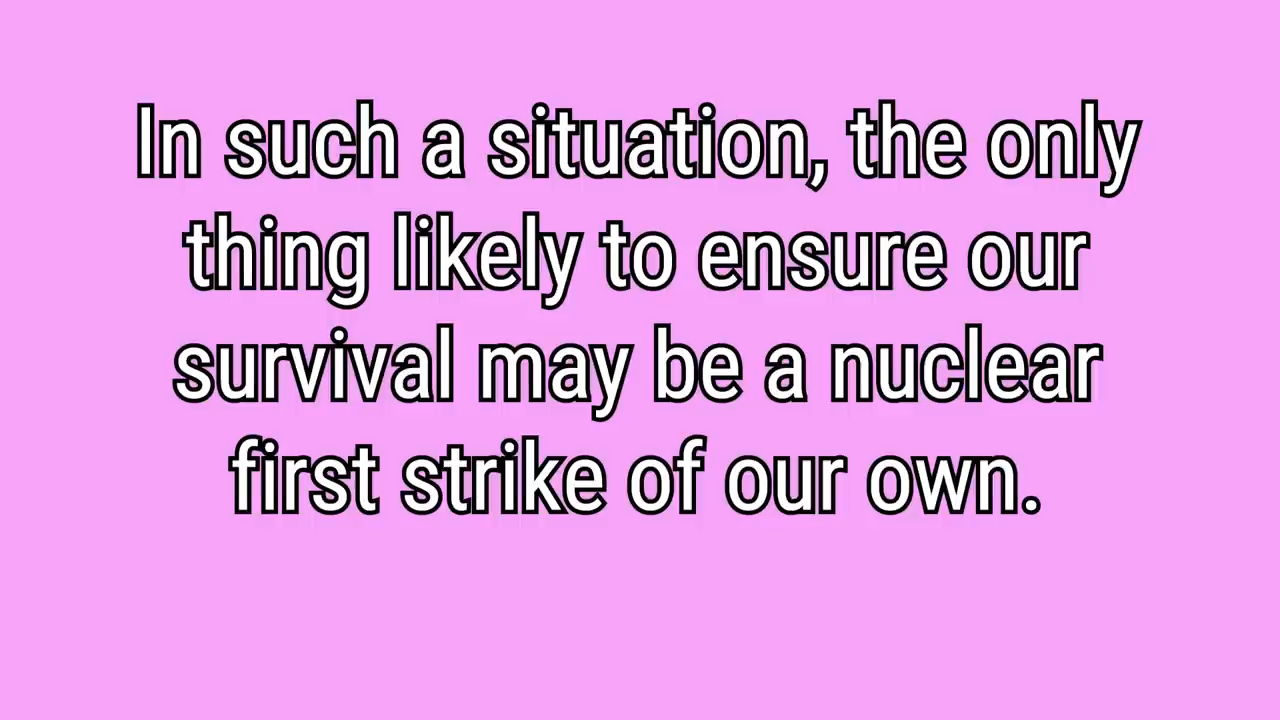 In such a situation, the only
thing likely to ensure our
survival may be a nuclear
first strike of our own.